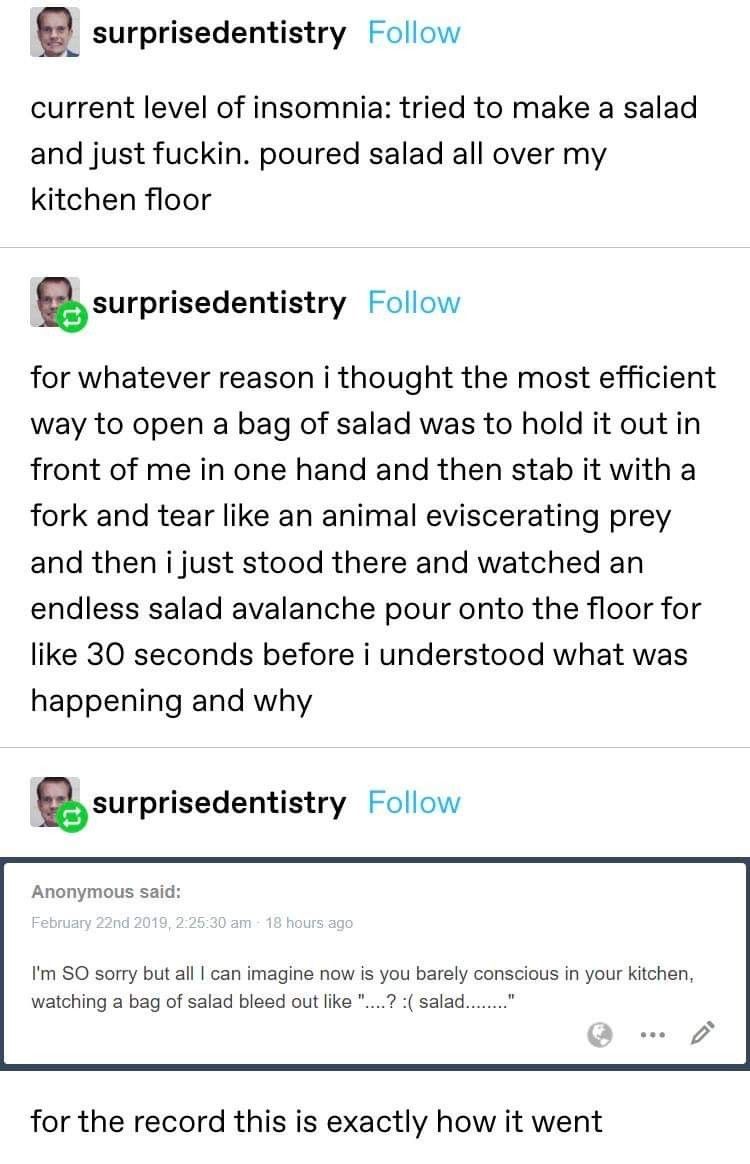 surprisedentistry Follow
current level of insomnia: tried to make a salad
and just fuckin. poured salad all over my
kitchen floor
surprisedentistry Follow
for whatever reason i thought the most efficient
way to open a bag of salad was to hold it out in
front of me in one hand and then stab it with a
fork and tear like an animal eviscerating prey
and then i just stood there and watched an
endless salad avalanche pour onto the floor for
like 30 seconds before i understood what was
happening and why
surprisedentistry Follow
Anonymous said:
February 22nd 2019, 2:25:30 am · 18 hours ago
I'm SO sorry but all I can imagine now is you barely conscious in your kitchen,
watching a bag of salad bleed out like "....? :( salad........"
for the record this is exactly how it went